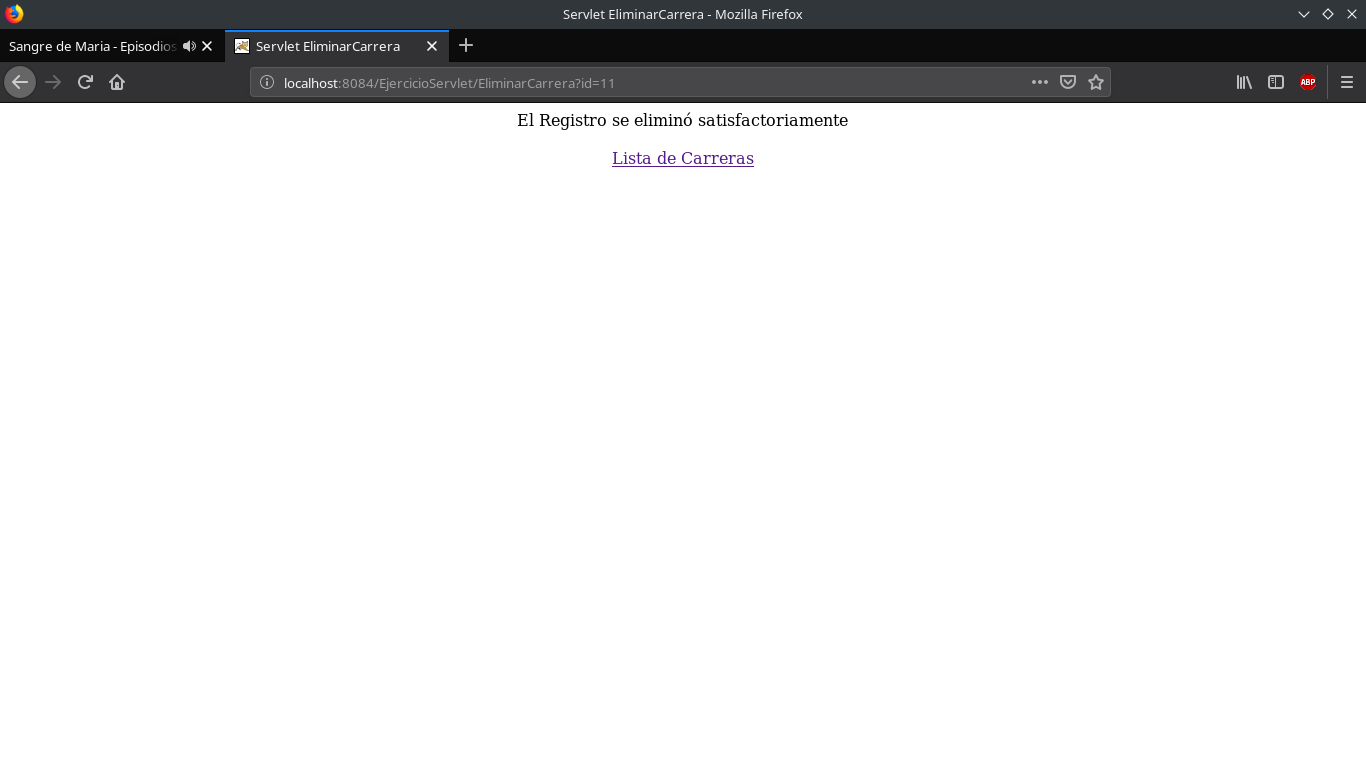 Servlet EliminarCarrera - Mozilla Firefox
Sangre de Maria - Episodios
Servlet EliminarCarrera
localhost:8084/EjercicioServlet/EliminarCarrera?id=11
ABP
El Registro se eliminó satisfactoriamente
Lista de Carreras